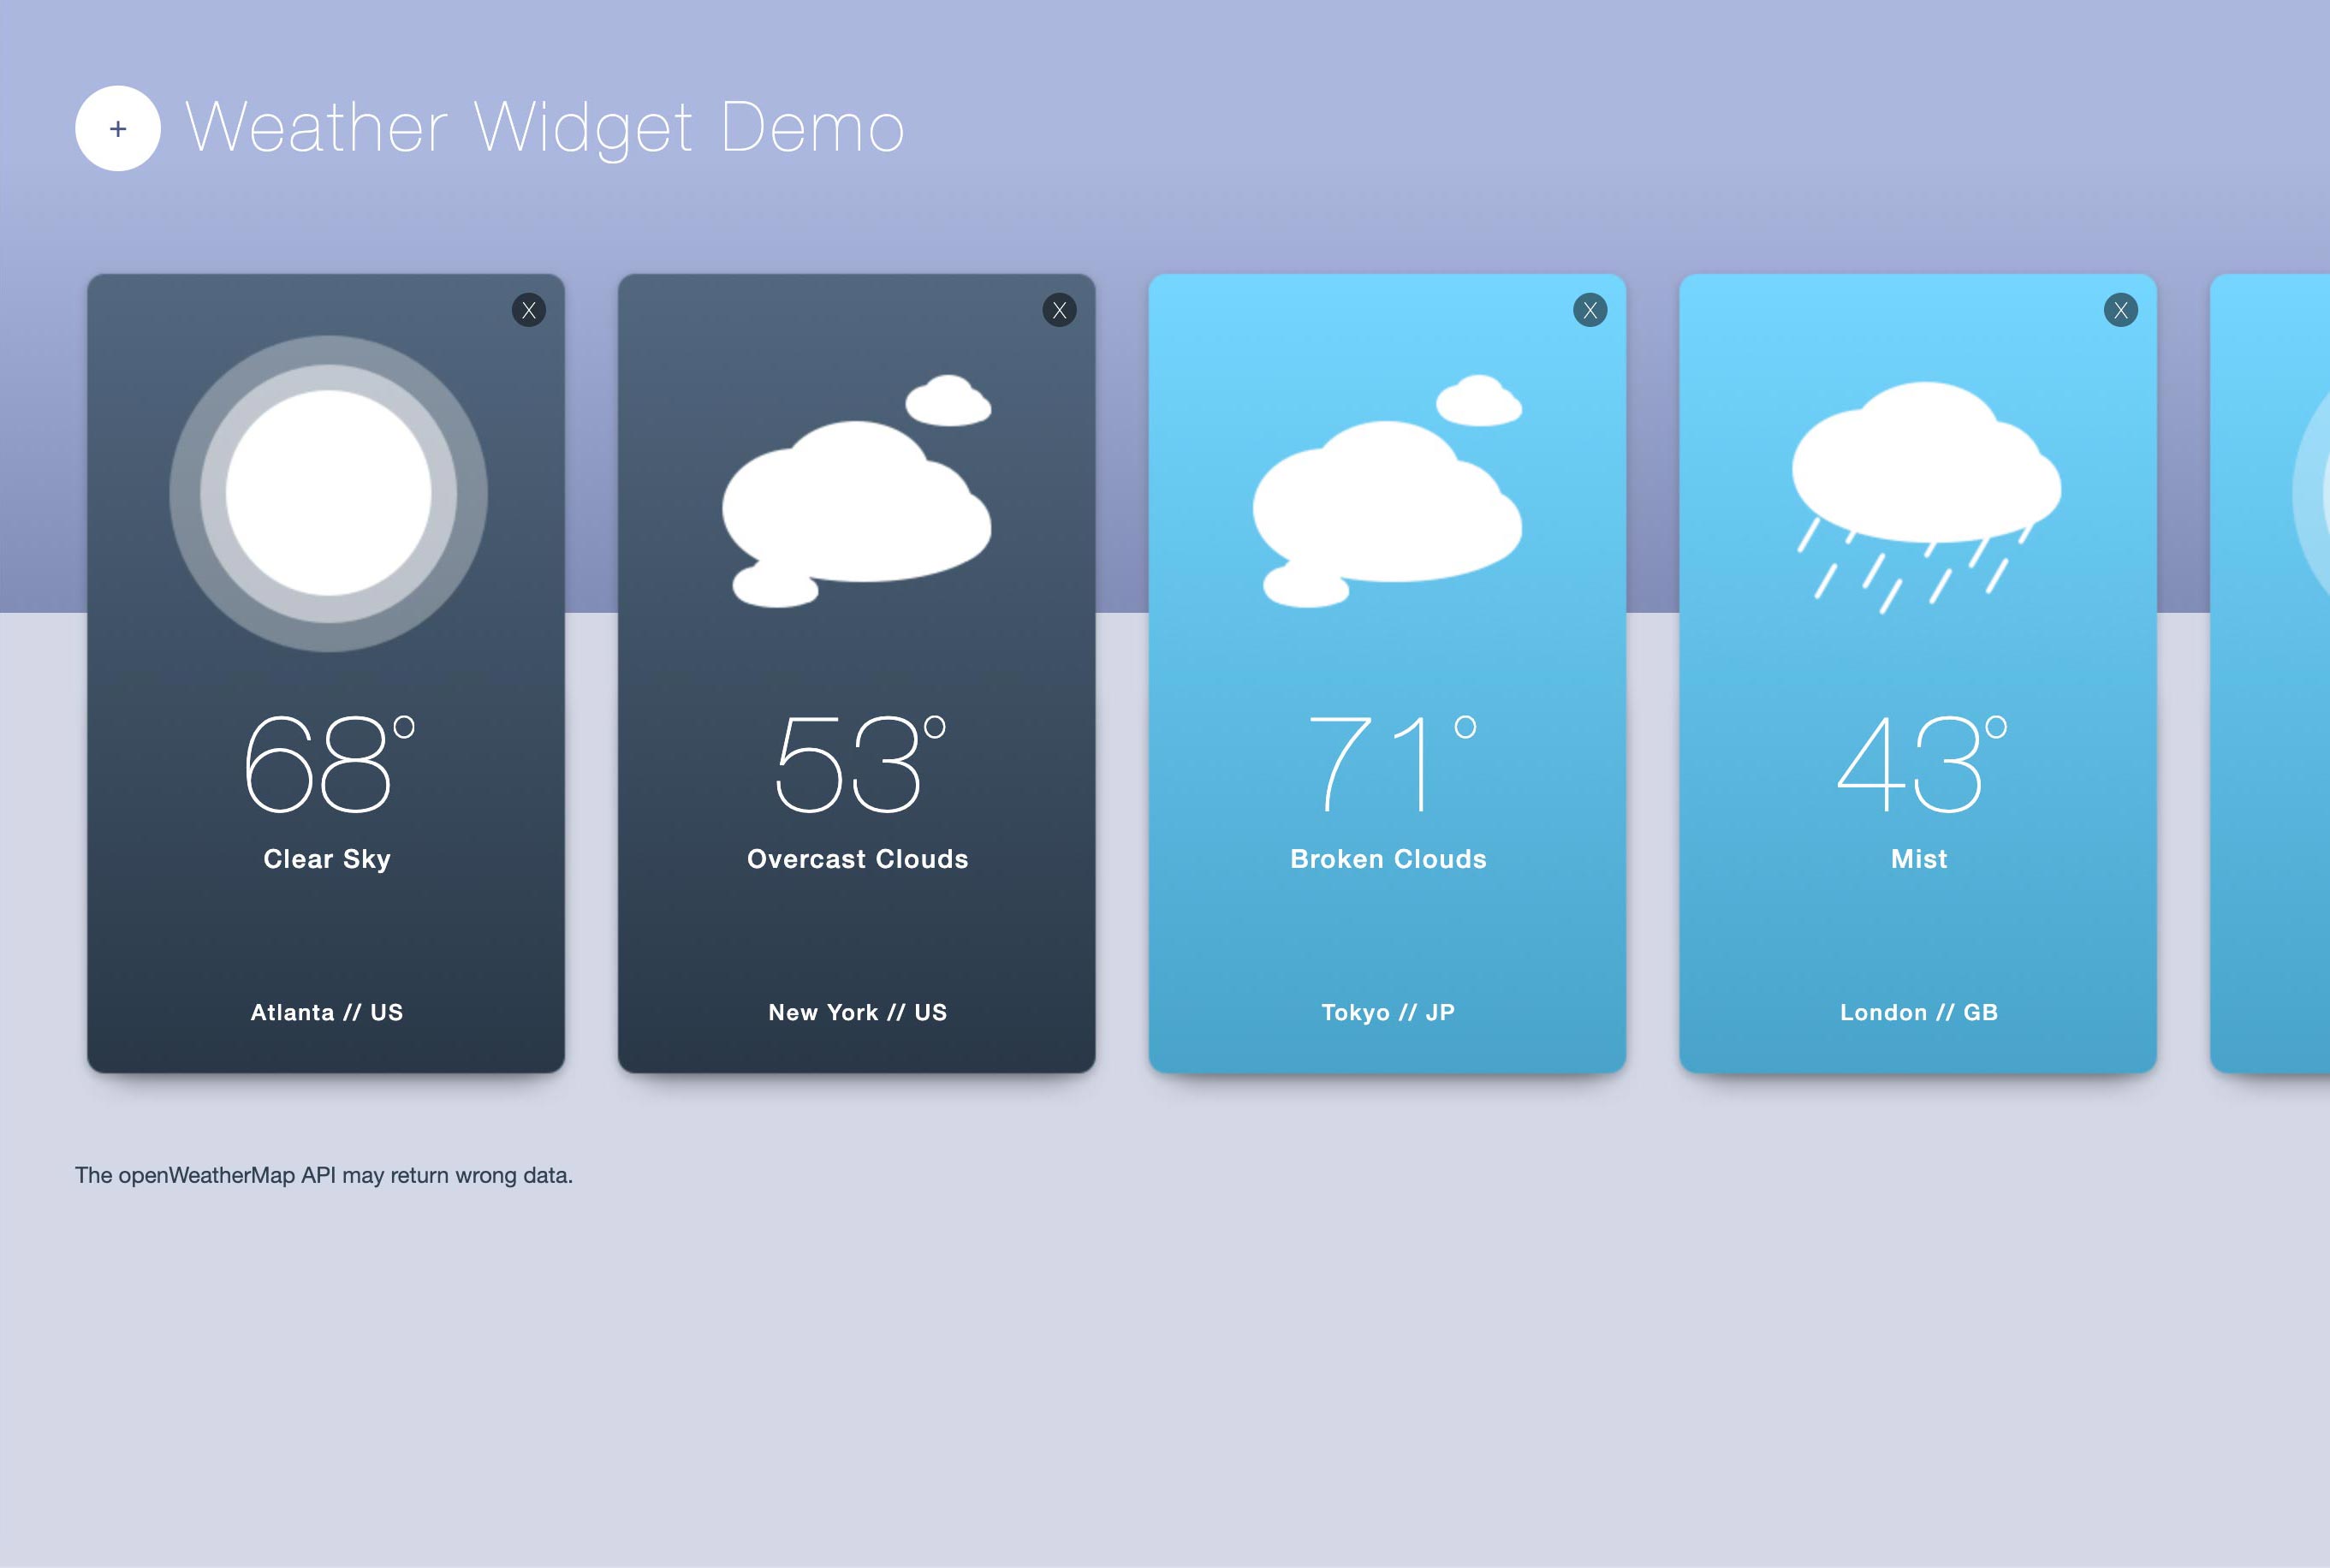 + Weather Widget Demo
X
X
X
X
68°
53°
71°
43°
Clear Sky
Overcast Clouds
Broken Clouds
Mist
Atlanta // US
New York // US
Tokyo // JP
London // GB
The openWeatherMap API may return wrong data.